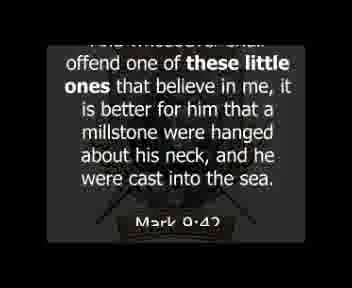 offend one of these little
ones that believe in me, it
is better for him that a
millstone were hanged
about his neck, and he
were cast into the sea.
Mark 9:42